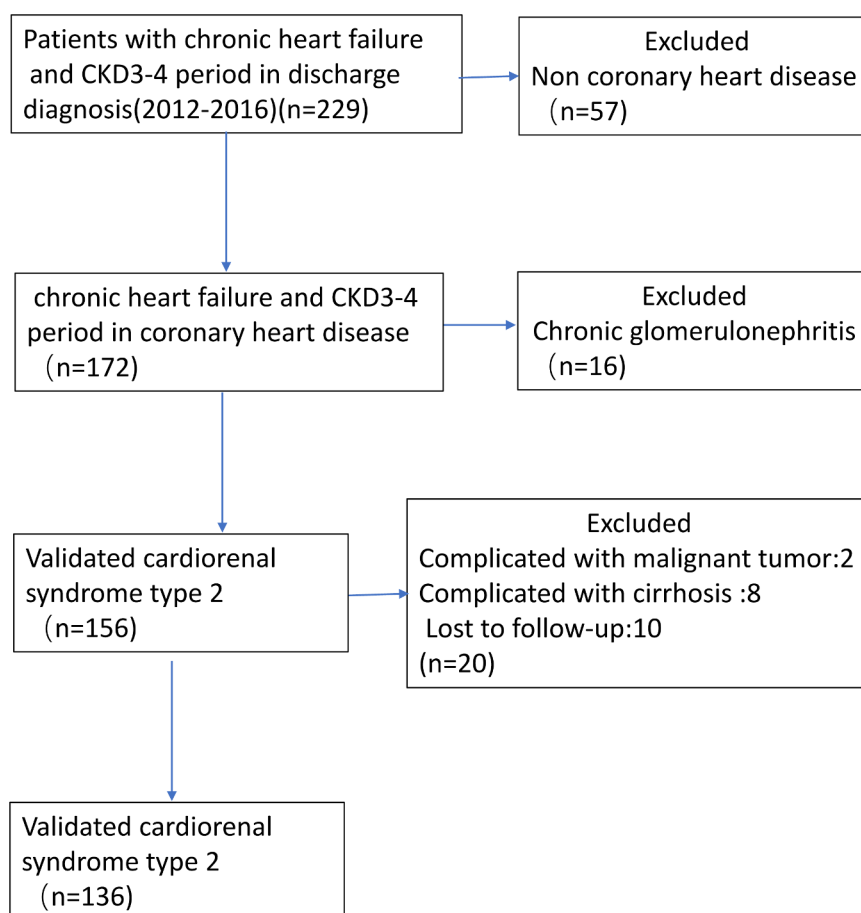 Patients with chronic heart failure
and CKD3-4 period in discharge
diagnosis(2012-2016)(n=229)
Excluded
Non coronary heart disease
（n=57)
chronic heart failure and CKD3-4
period in coronary heart disease
（n=172)
Excluded
Chronic glomerulonephritis
（n=16)
Validated cardiorenal
syndrome type 2
（n=156)
Excluded
Complicated with malignant tumor:2
Complicated with cirrhosis :8
Lost to follow-up:10
(n=20)
Validated cardiorenal
syndrome type 2
（n=136)